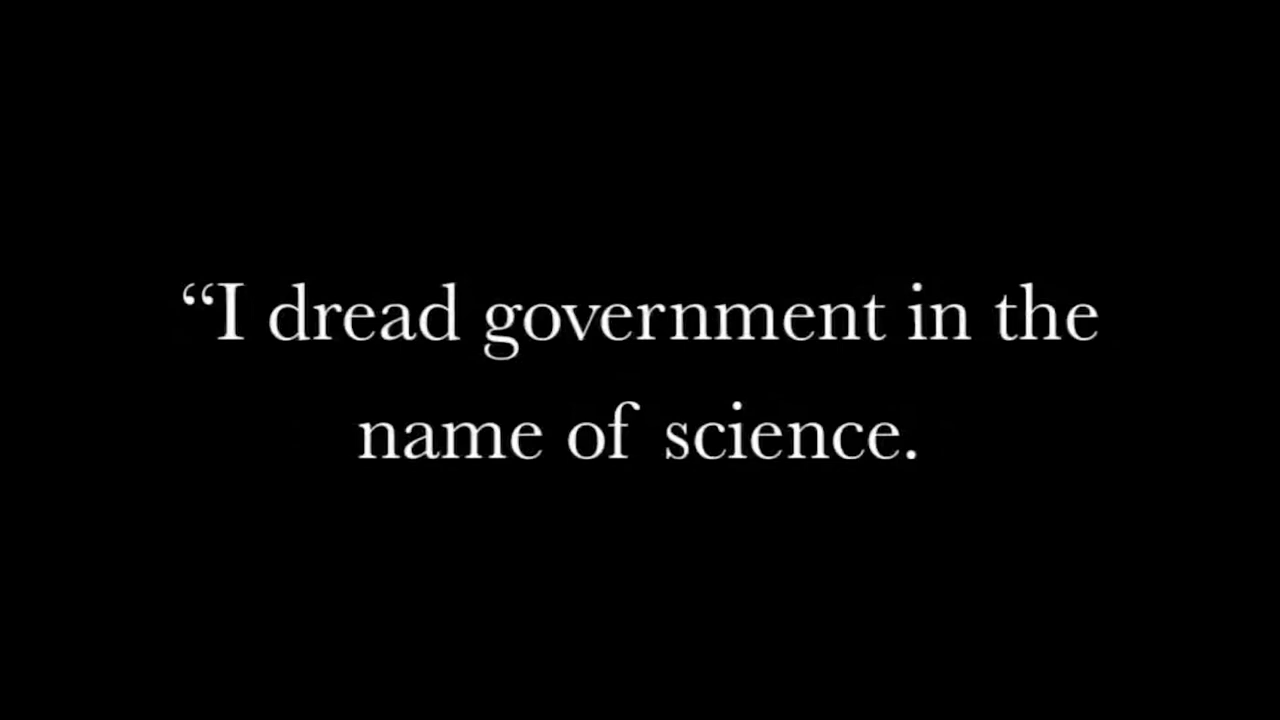 “I dread government in the
name of science.